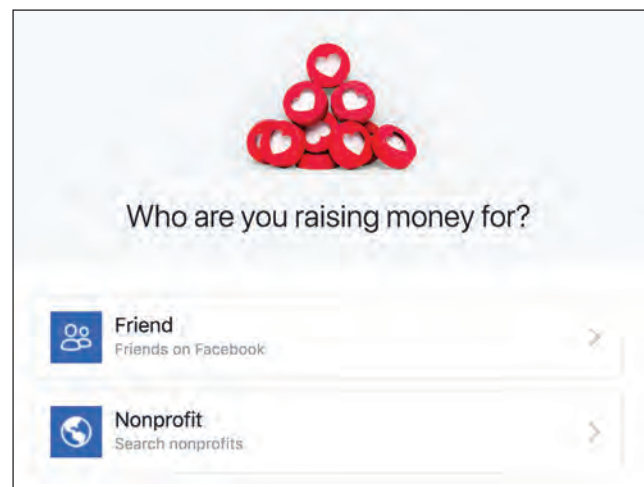 Who are you raising money for?
Friend
Friends on Facebook
Nonprofit
Search nonprofits